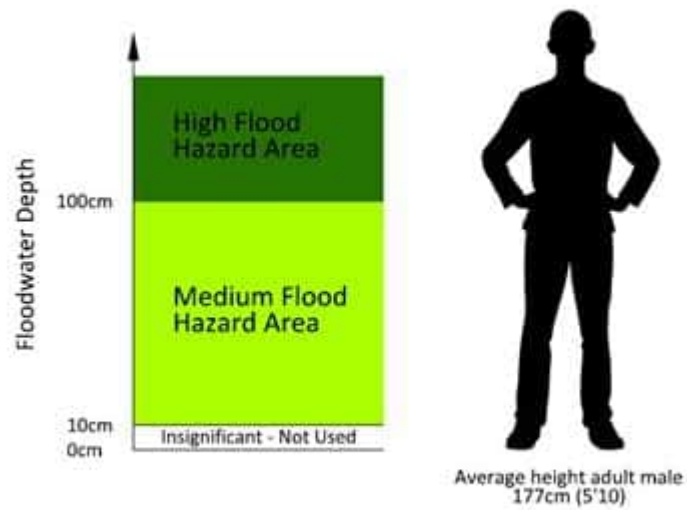 Floodwater Depth
High Flood
Hazard Area
100cm
Medium Flood
Hazard Area
10cm
Insignificant - Not Used
0cm
Average height adult male
177cm (5'10)